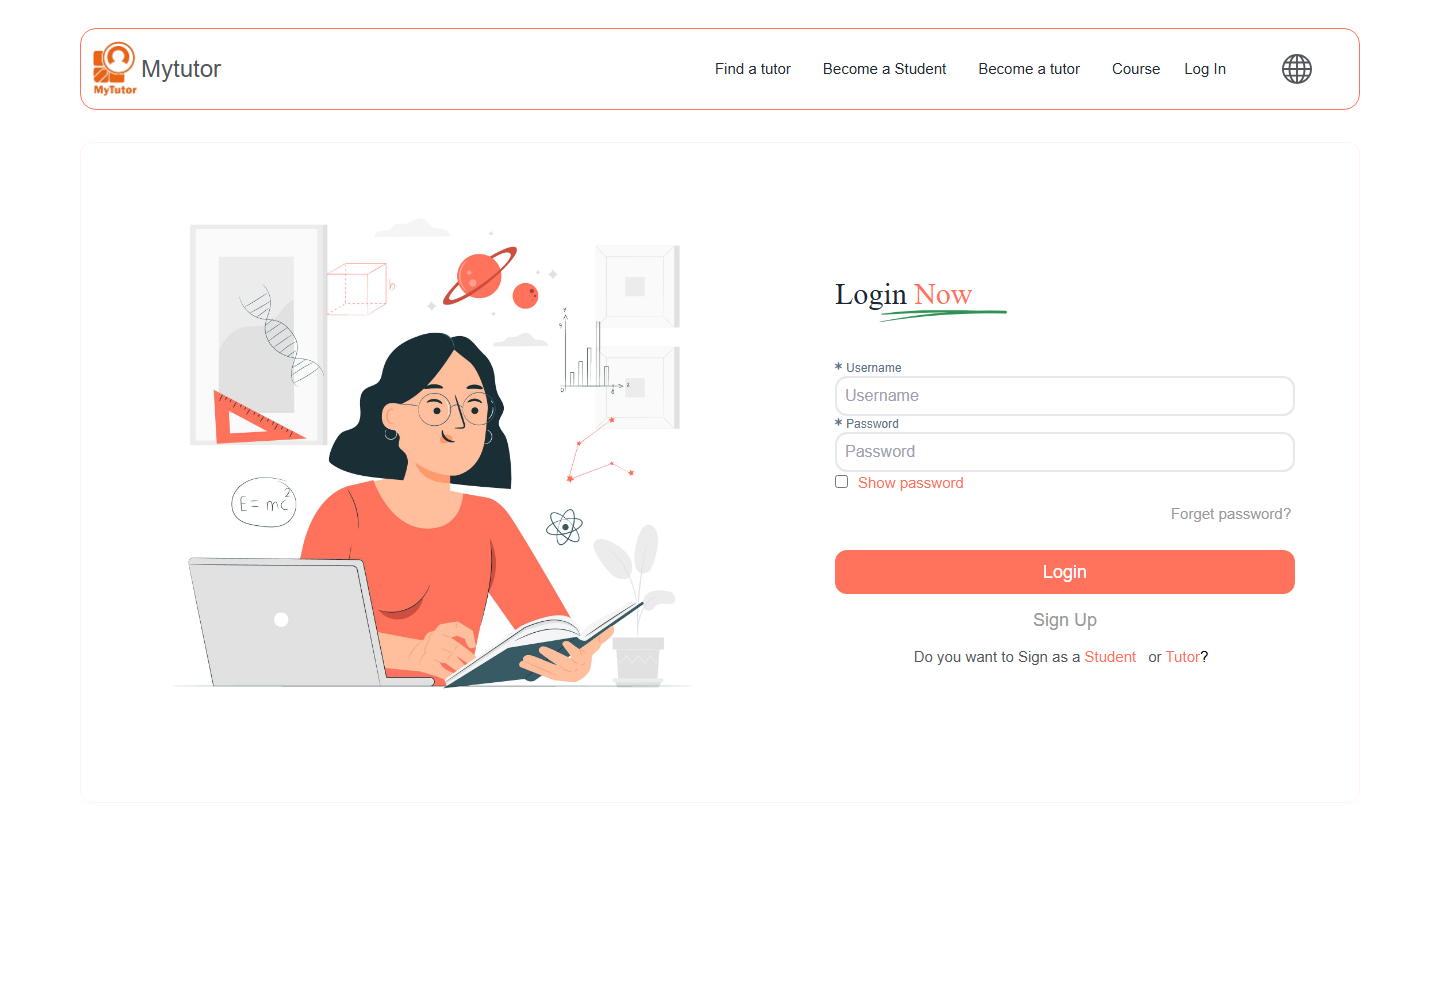 MyTutor
Mytutor
Find a tutor
Become a Student
Become a tutor
Course
Log In
E = mc²
h
Y
y
0
x
Login Now
* Username
Username
* Password
Password
Show password
Forget password?
Login
Sign Up
Do you want to Sign as a Student or Tutor?